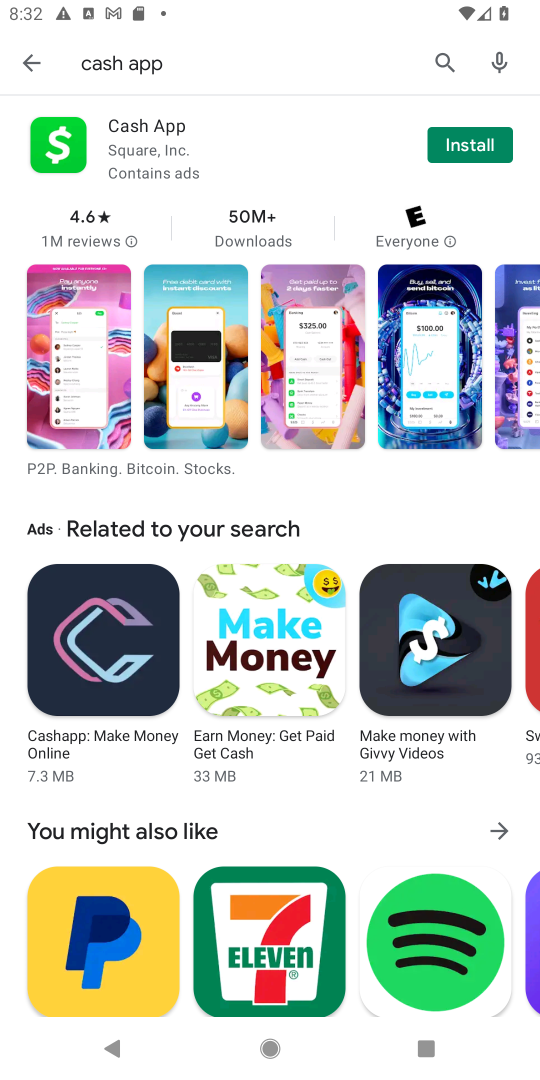 8:32
cash app
Cash App
Square, Inc.
Contains ads
Install
4.6★
1M reviews
50M+
Downloads
E
Everyone
Pay anyone
instantly
Free debit card with
instant discounts
Get paid up to
2 days faster
$325.00
Buy, sell, and
send bitcoin
$100.00
P2P. Banking. Bitcoin. Stocks.
Ads · Related to your search
Make
Money
Cashapp: Make Money
Online
7.3 MB
Earn Money: Get Paid
Get Cash
33 MB
Make money with
Givvy Videos
21 MB
Sw
93
You might also like
7
ELEVEN